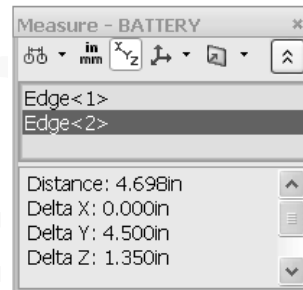 Measure - BATTERY
in
mm
XYZ
Edge<1>
Edge<2>
Distance: 4.698in
Delta X: 0.000in
Delta Y: 4.500in
Delta Z: 1.350in